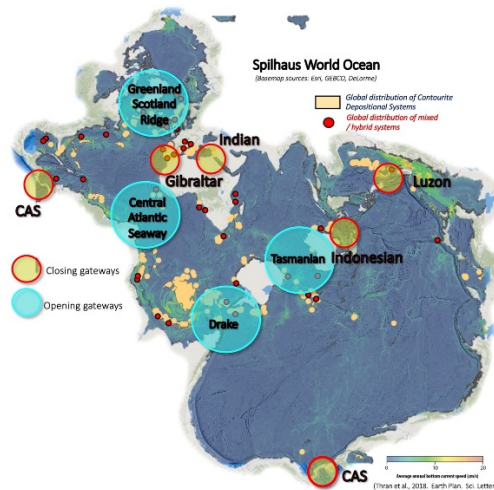 Spilhaus World Ocean
(Basemap sources: Esri, GEBCO, DeLorme)
Global distribution of Contourite
Depositional Systems
Global distribution of mixed
/ hybrid systems
Greenland
Scotland
Ridge
Indian
Gibraltar
Luzon
CAS
Central
Atlantic
Seaway
Closing gateways
Opening gateways
Tasmanian
Indonesian
Drake
CAS
0 10 20
Average annual bottom current speed (cm/s)
(Thran et al., 2018. Earth Plan. Sci. Letter